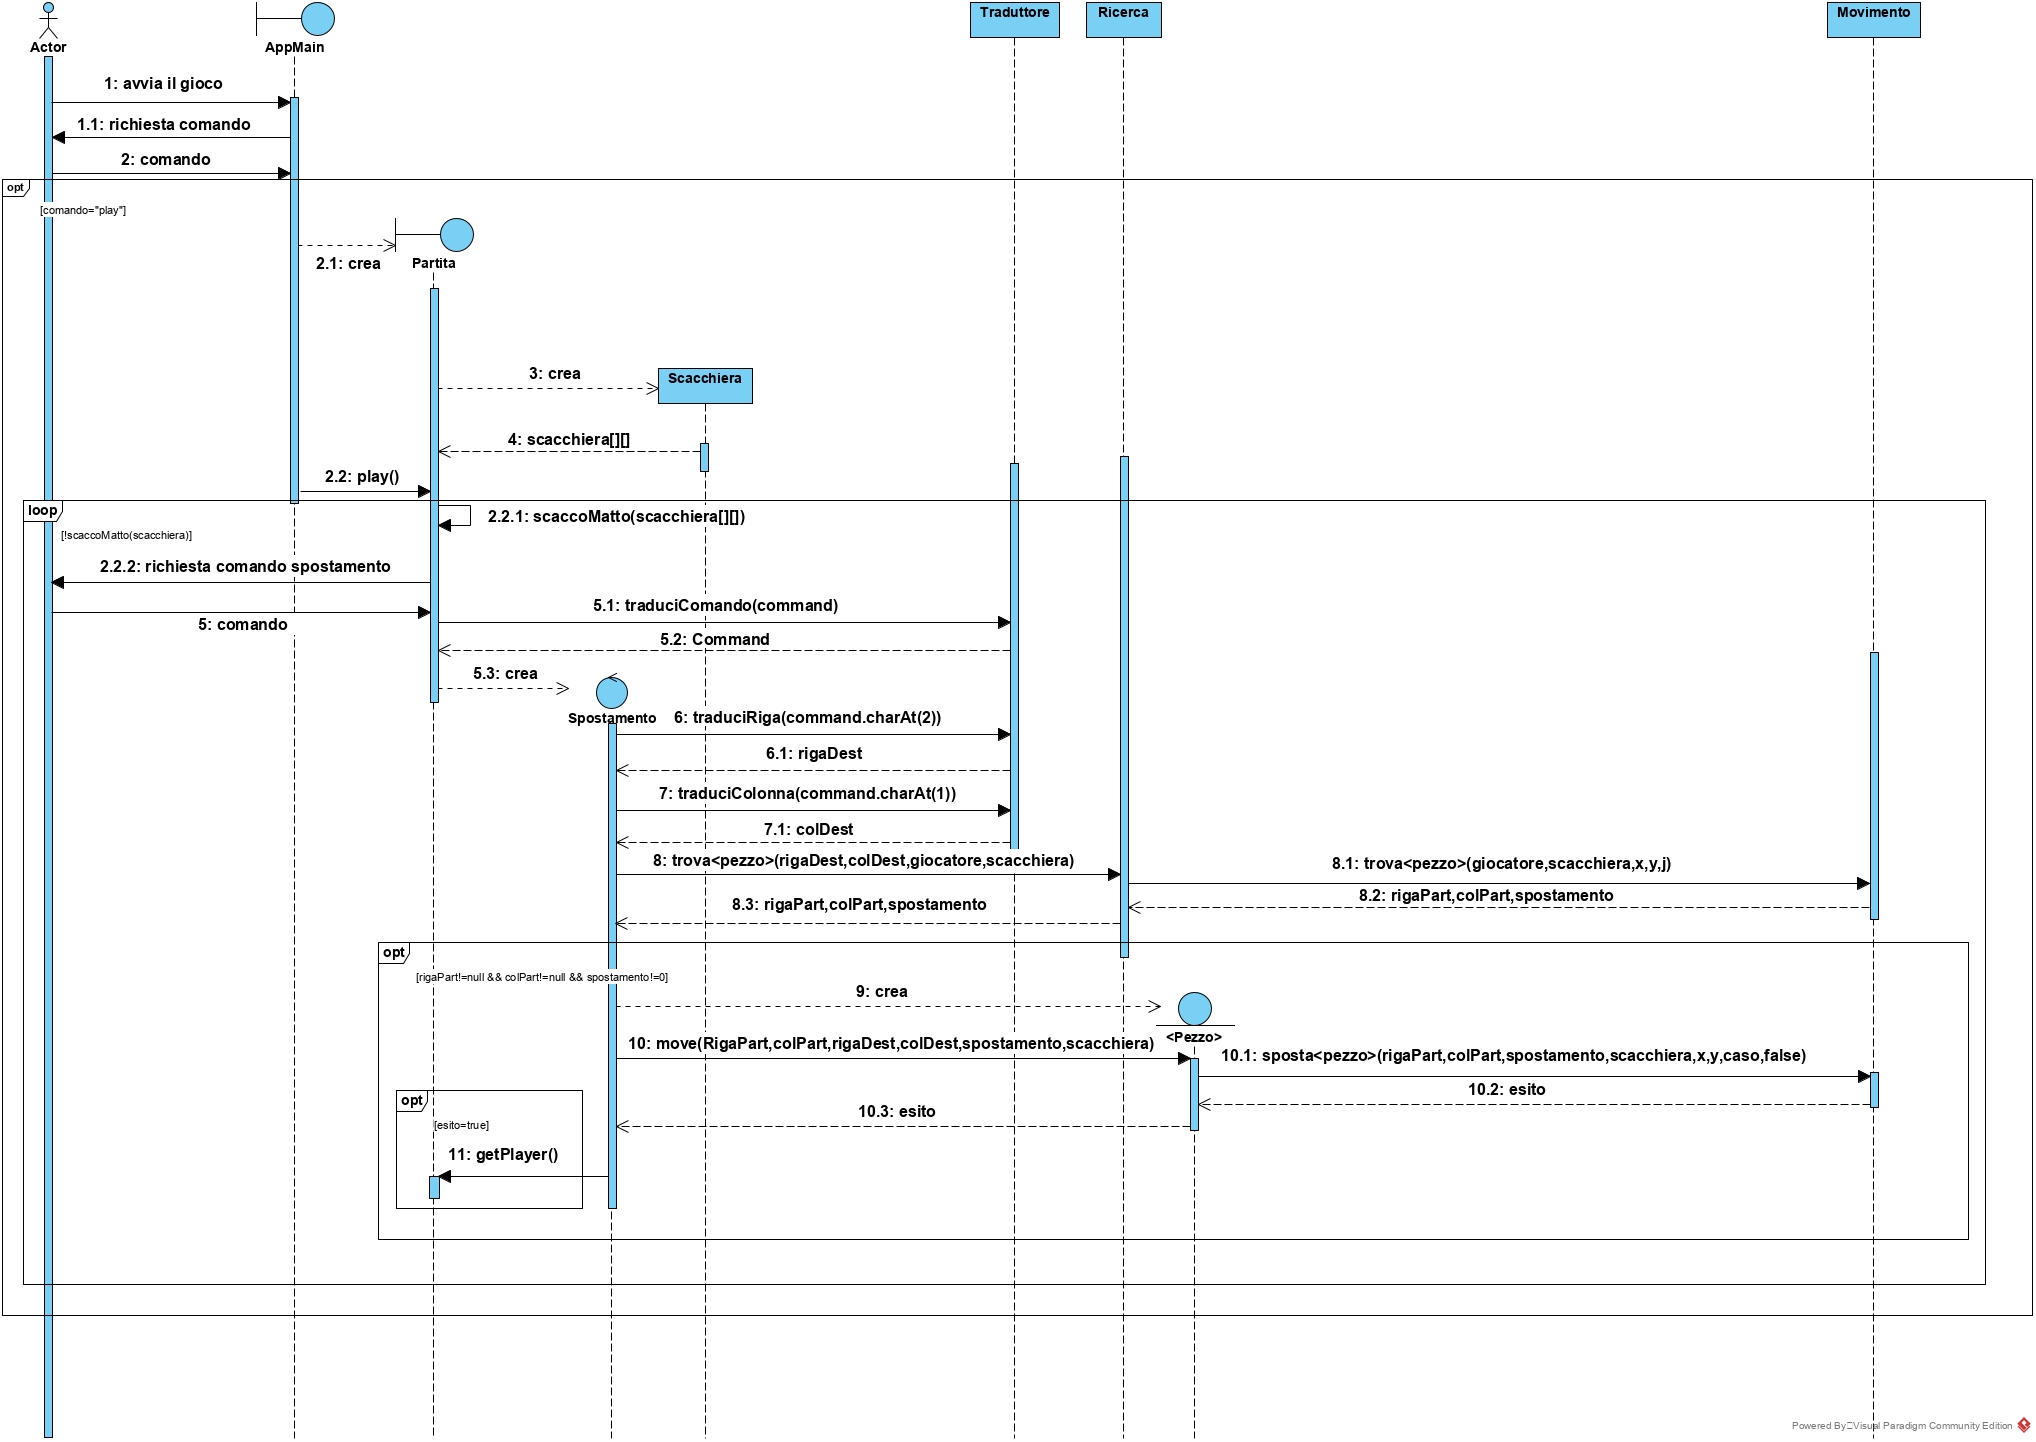 Actor
AppMain
Traduttore
Ricerca
Movimento
1: avvia il gioco
1.1: richiesta comando
2: comando
opt
[comando="play"]
2.1: crea
Partita
3: crea
Scacchiera
4: scacchiera[][]
2.2: play()
loop
2.2.1: scaccoMatto(scacchiera[][])
[!scaccoMatto(scacchiera)]
2.2.2: richiesta comando spostamento
5.1: traduciComando(command)
5: comando
5.2: Command
5.3: crea
Spostamento
6: traduciRiga(command.charAt(2))
6.1: rigaDest
7: traduciColonna(command.charAt(1))
7.1: colDest
8: trova<pezzo>(rigaDest,colDest,giocatore,scacchiera)
8.1: trova<pezzo>(giocatore,scacchiera,x,y,j)
8.2: rigaPart,colPart,spostamento
8.3: rigaPart,colPart,spostamento
opt
[rigaPart!=null && colPart!=null && spostamento!=0]
9: crea
<Pezzo>
10: move(RigaPart,colPart,rigaDest,colDest,spostamento,scacchiera)
10.1: sposta<pezzo>(rigaPart,colPart,spostamento,scacchiera,x,y,caso,false)
10.2: esito
opt
10.3: esito
[esito=true]
11: getPlayer()
Powered By Visual Paradigm Community Edition